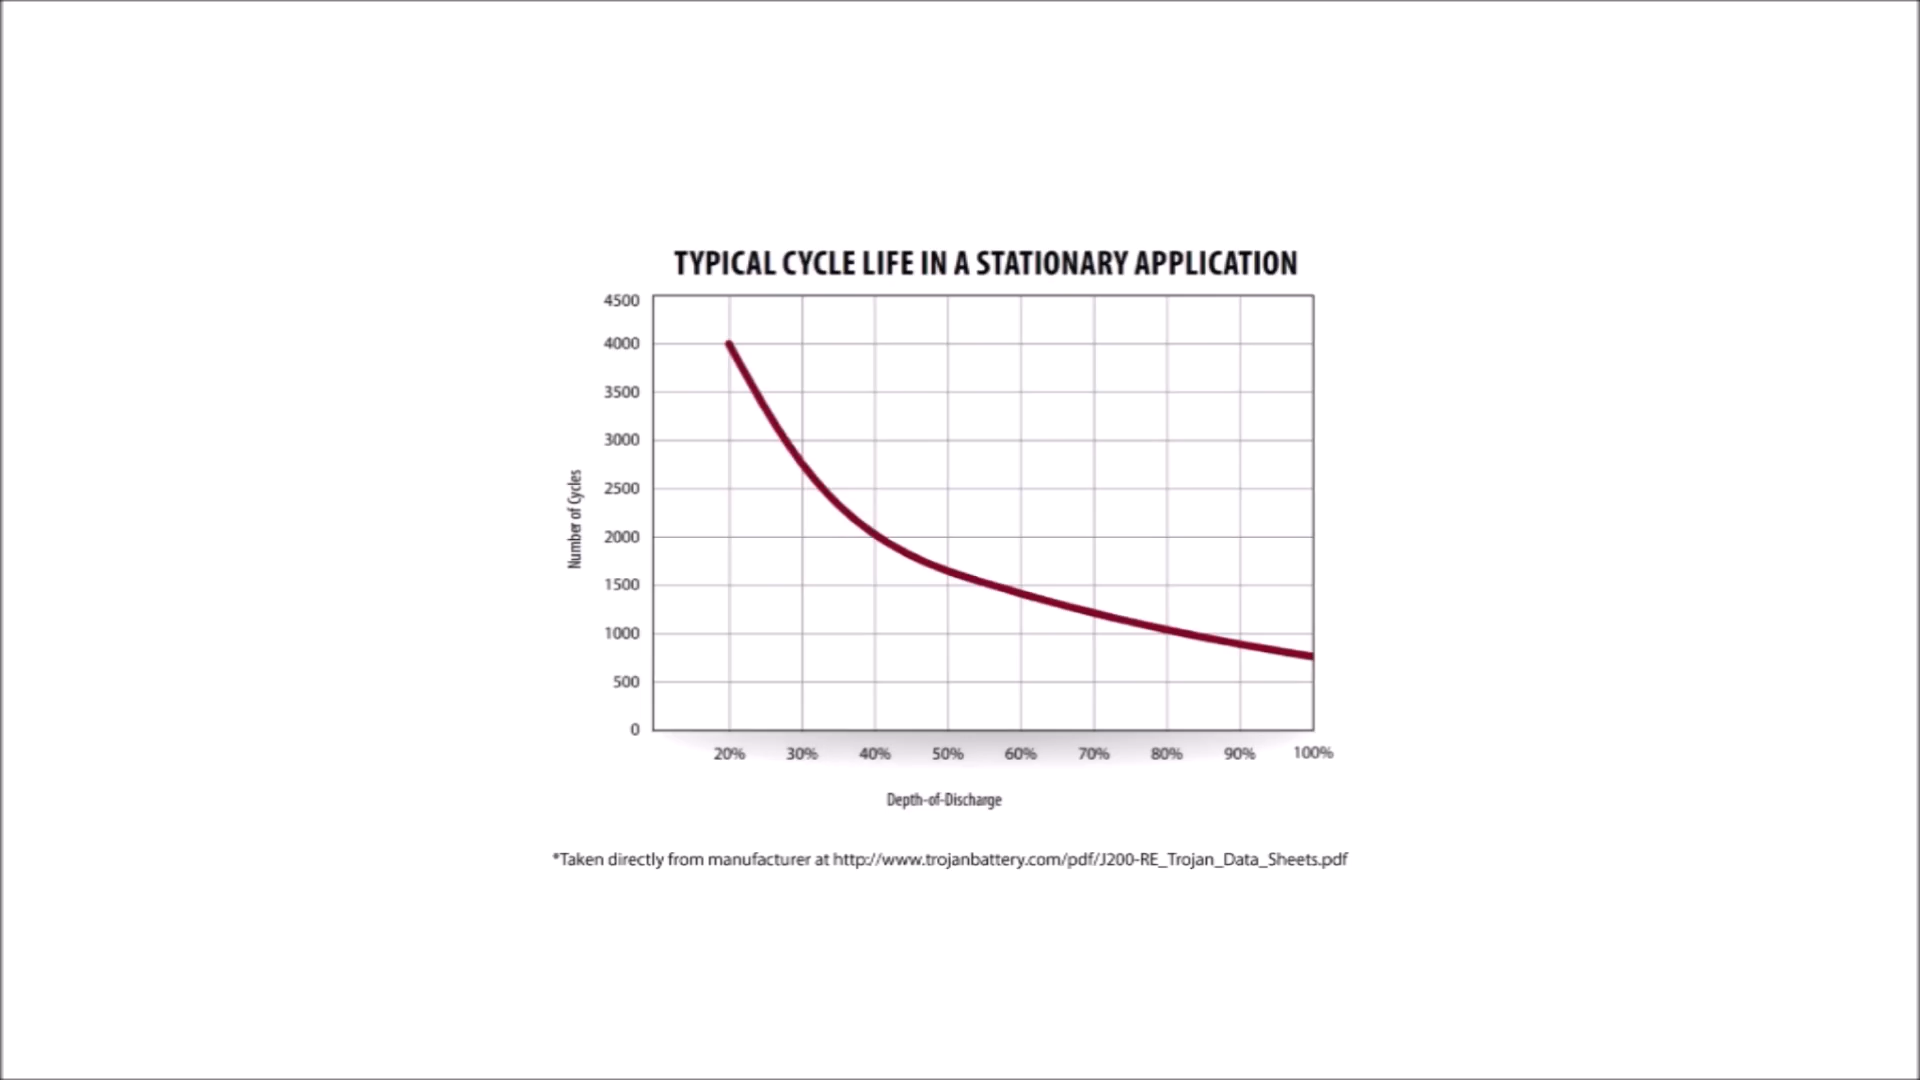 TYPICAL CYCLE LIFE IN A STATIONARY APPLICATION
4500
4000
3500
3000
2500
2000
1500
1000
500
0
Number of Cycles
20% 30% 40% 50% 60% 70% 80% 90% 100%
Depth-of-Discharge
*Taken directly from manufacturer at http://www.trojanbattery.com/pdf/J200-RE_Trojan_Data_Sheets.pdf